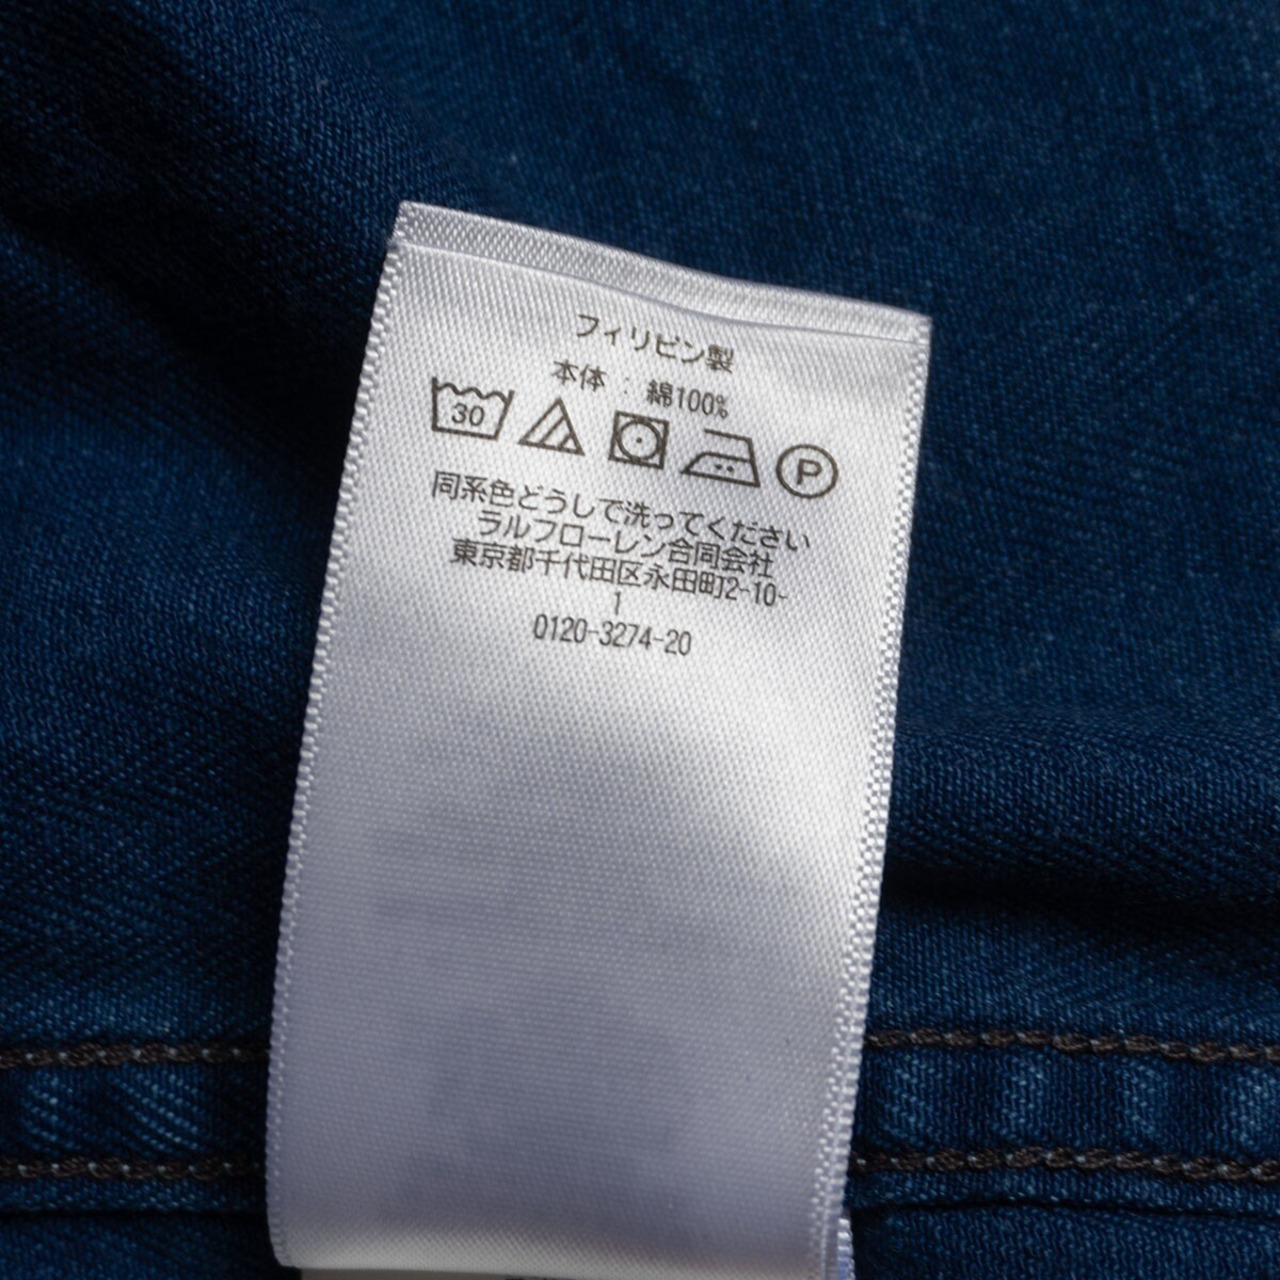 フィリピン製
本体 : 綿100%
30
P
同系色どうしで洗ってください
ラルフローレン合同会社
東京都千代田区永田町2-10-
1
0120-3274-20